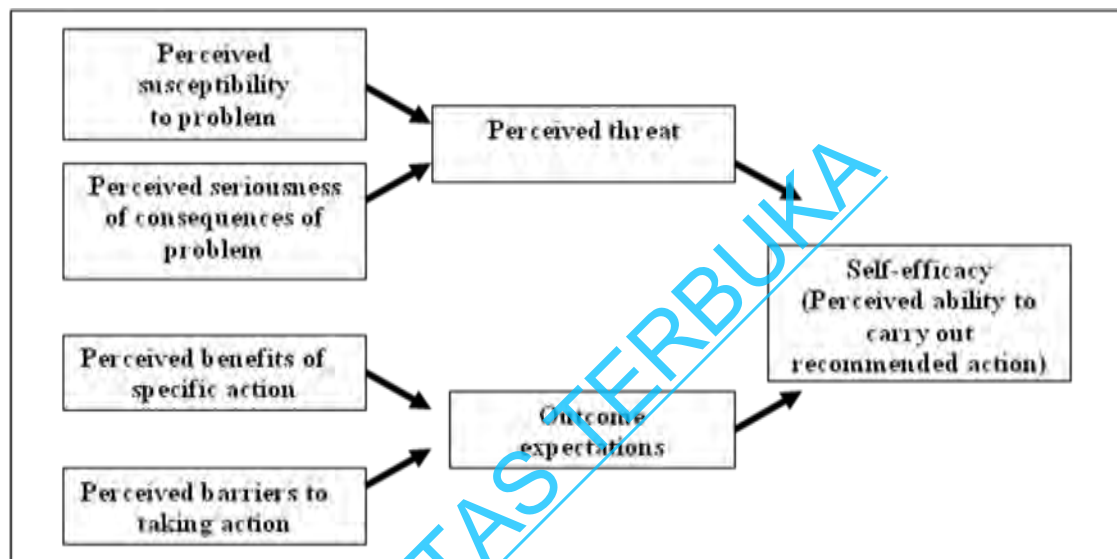 Perceived
susceptibility
to problem
Perceived seriousness
of consequences of
problem
Perceived threat
Perceived benefits of
specific action
Perceived barriers to
taking action
Outcome
expectations
Self-efficacy
(Perceived ability to
carry out
recommended action)
TAS TERBUKA